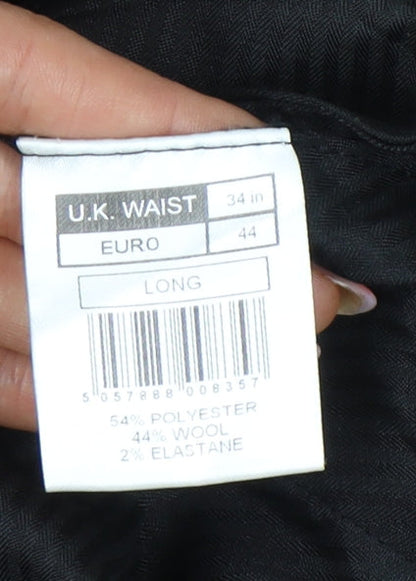 U.K. WAIST 34 in
EURO 44
LONG
5 057888 008357
54% POLYESTER
44% WOOL
2% ELASTANE